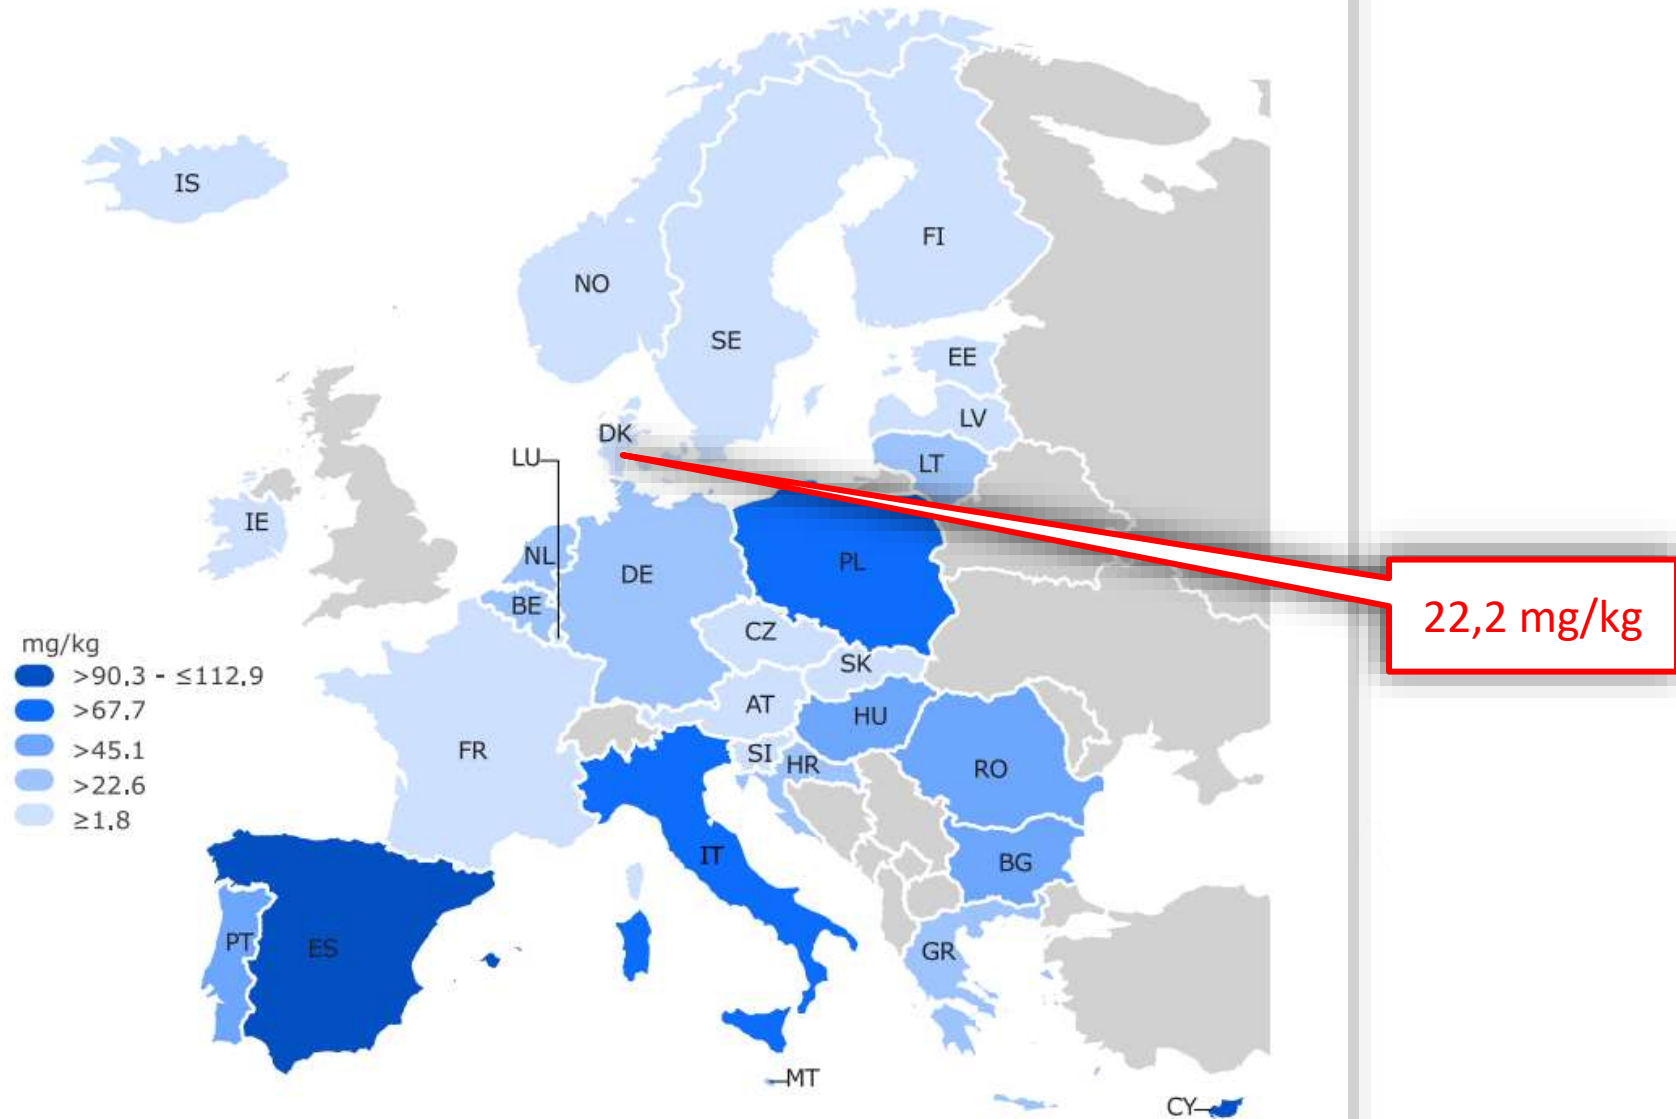 IS
FI
NO
SE
EE
LV
DK
LU
LT
IE
NL
DE
PL
BE
22,2 mg/kg
CZ
mg/kg
SK
>90.3 - ≤112.9
AT
>67.7
HU
>45.1
FR
SI
HR
RO
>22.6
≥1.8
IT
BG
PT
ES
GR
MT
CY